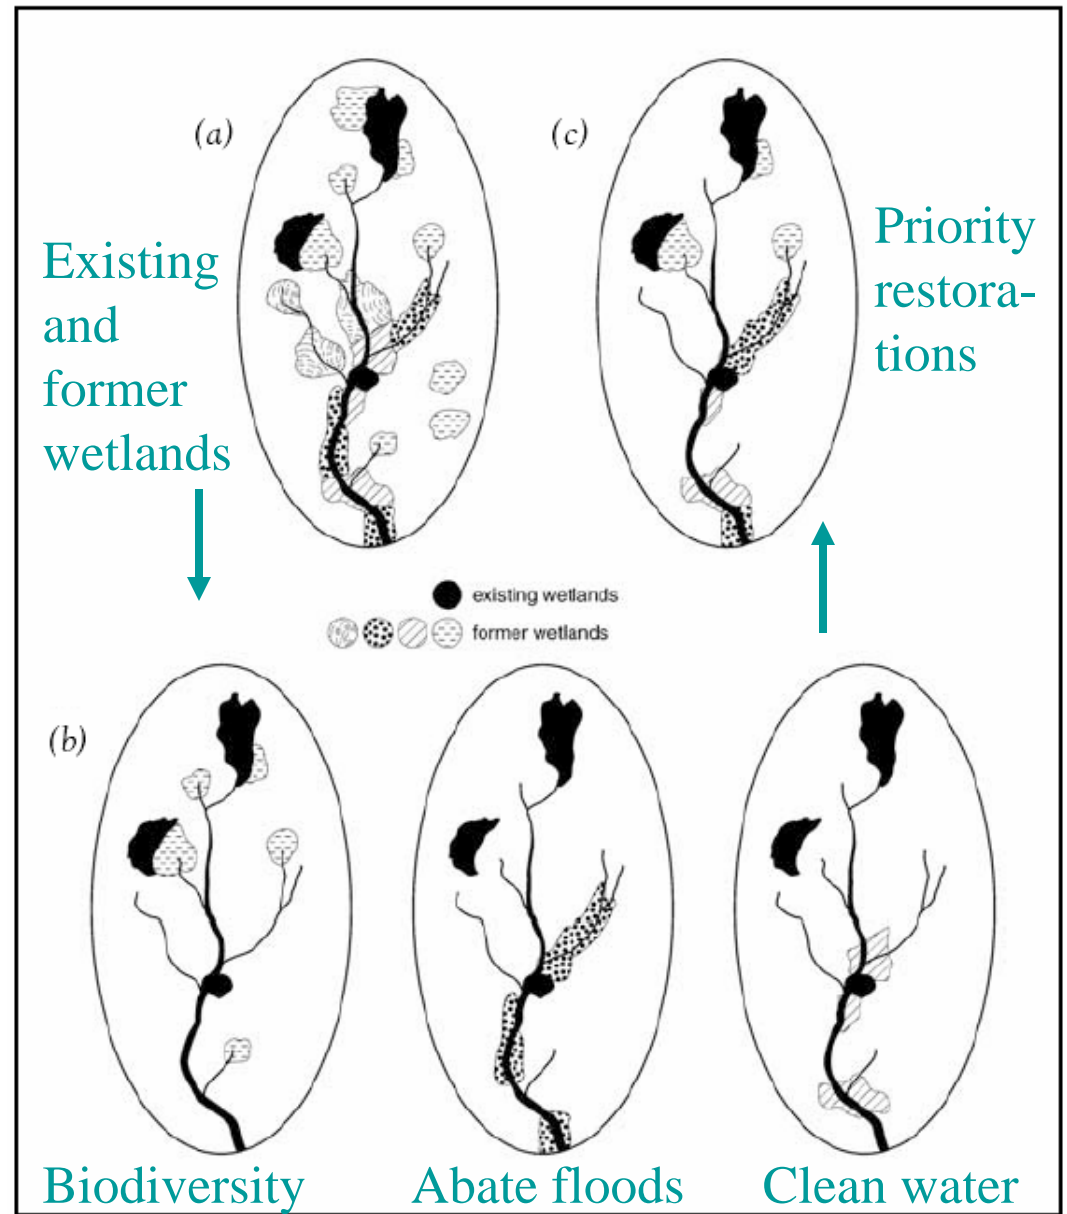 (a)
(c)
Existing
and
former
wetlands
Priority
restora-
tions
existing wetlands
former wetlands
(b)
Biodiversity
Abate floods
Clean water